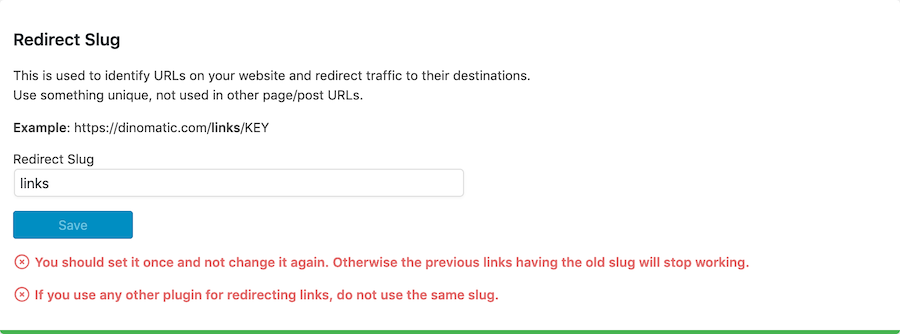 Redirect Slug
This is used to identify URLs on your website and redirect traffic to their destinations.
Use something unique, not used in other page/post URLs.
Example: https://dinomatic.com/links/KEY
Redirect Slug
links
Save
You should set it once and not change it again. Otherwise the previous links having the old slug will stop working.
If you use any other plugin for redirecting links, do not use the same slug.